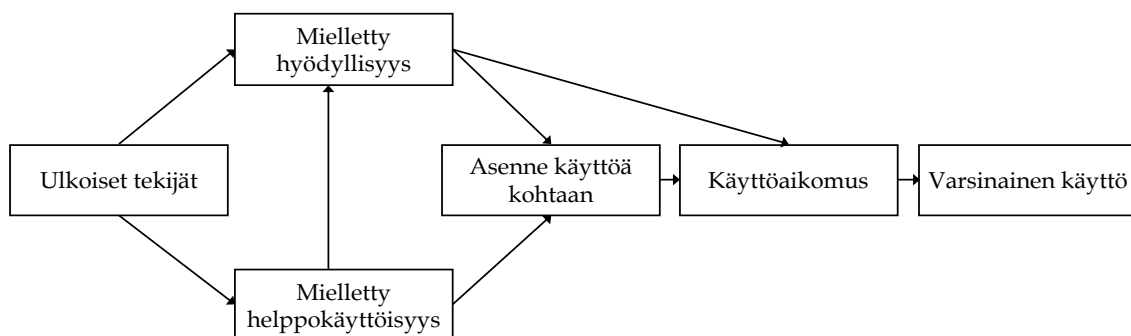 Mielletty
hyödyllisyys
Ulkoiset tekijät
Asenne käyttöä
kohtaan
Käyttöaikomus
Varsinainen käyttö
Mielletty
helppokäyttöisyys